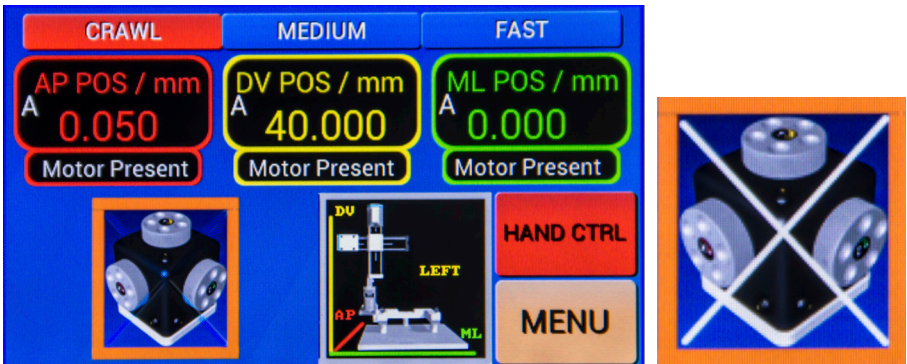 CRAWL MEDIUM FAST
AP POS / mm DV POS / mm ML POS / mm
A 0.050 A 40.000 A 0.000
Motor Present Motor Present Motor Present
DV
HAND CTRL
LEFT
AP
ML
MENU